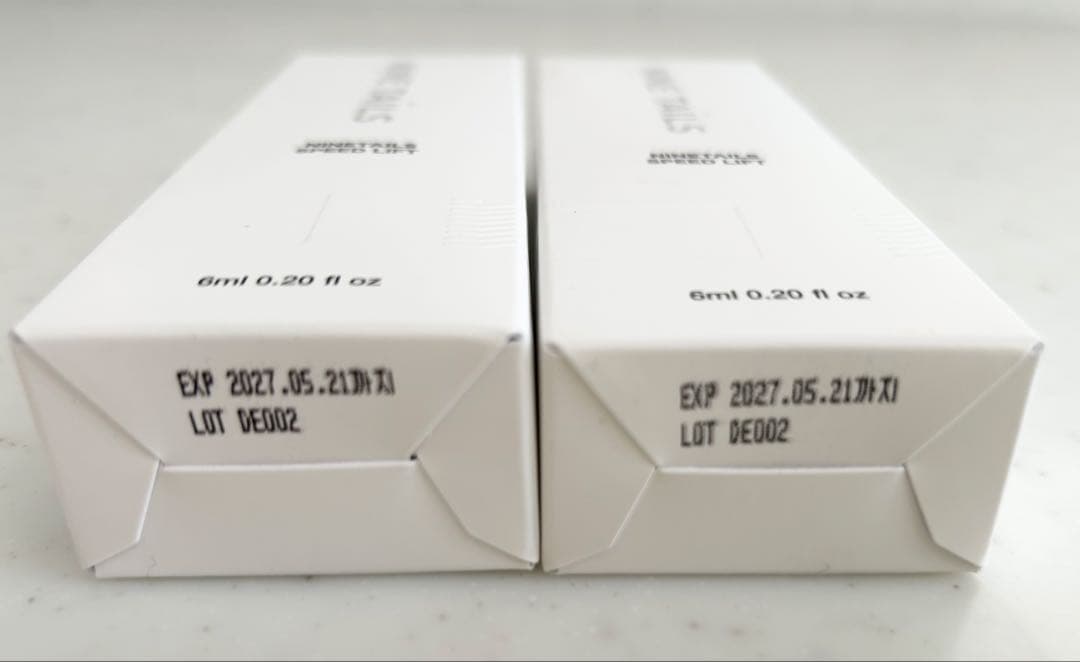 NINETAILS
SPEED LIFT
6ml 0.20 fl oz
EXP 2027.05.21까지
LOT DE002
TAILS
NINETAILS
SPEED LIFT
6ml 0.20 fl oz
EXP 2027.05.21까지
LOT DE002